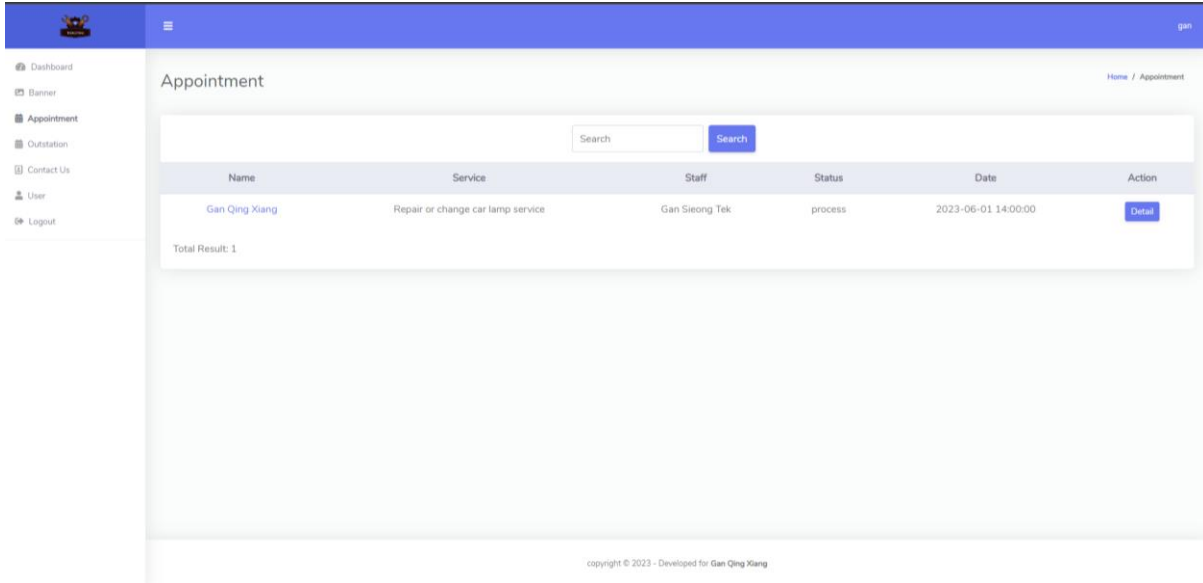 gan
Dashboard
Banner
Appointment
Outstation
Contact Us
User
Logout
Appointment
Home / Appointment
Search Search
Name Service Staff Status Date Action
Gan Qing Xiang Repair or change car lamp service Gan Sieong Tek process 2023-06-01 14:00:00 Detail
Total Result: 1
copyright © 2023 - Developed for Gan Qing Xiang